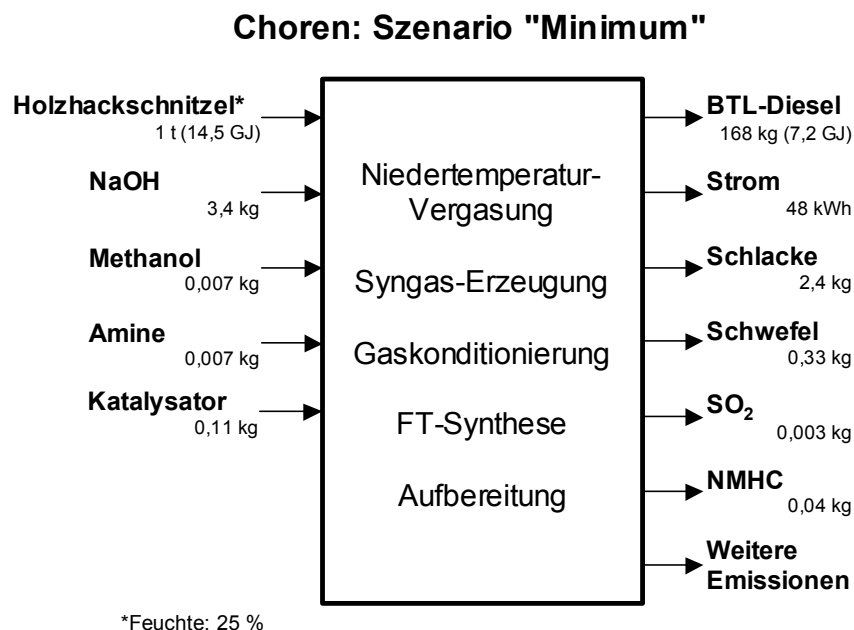 Choren: Szenario "Minimum"
Holzhackschnitzel*
1 t (14,5 GJ)
NaOH
3,4 kg
Methanol
0,007 kg
Amine
0,007 kg
Katalysator
0,11 kg
Niedertemperatur-
Vergasung
Syngas-Erzeugung
Gaskonditionierung
FT-Synthese
Aufbereitung
BTL-Diesel
168 kg (7,2 GJ)
Strom
48 kWh
Schlacke
2,4 kg
Schwefel
0,33 kg
SO₂
0,003 kg
NMHC
0,04 kg
Weitere
Emissionen
*Feuchte: 25 %